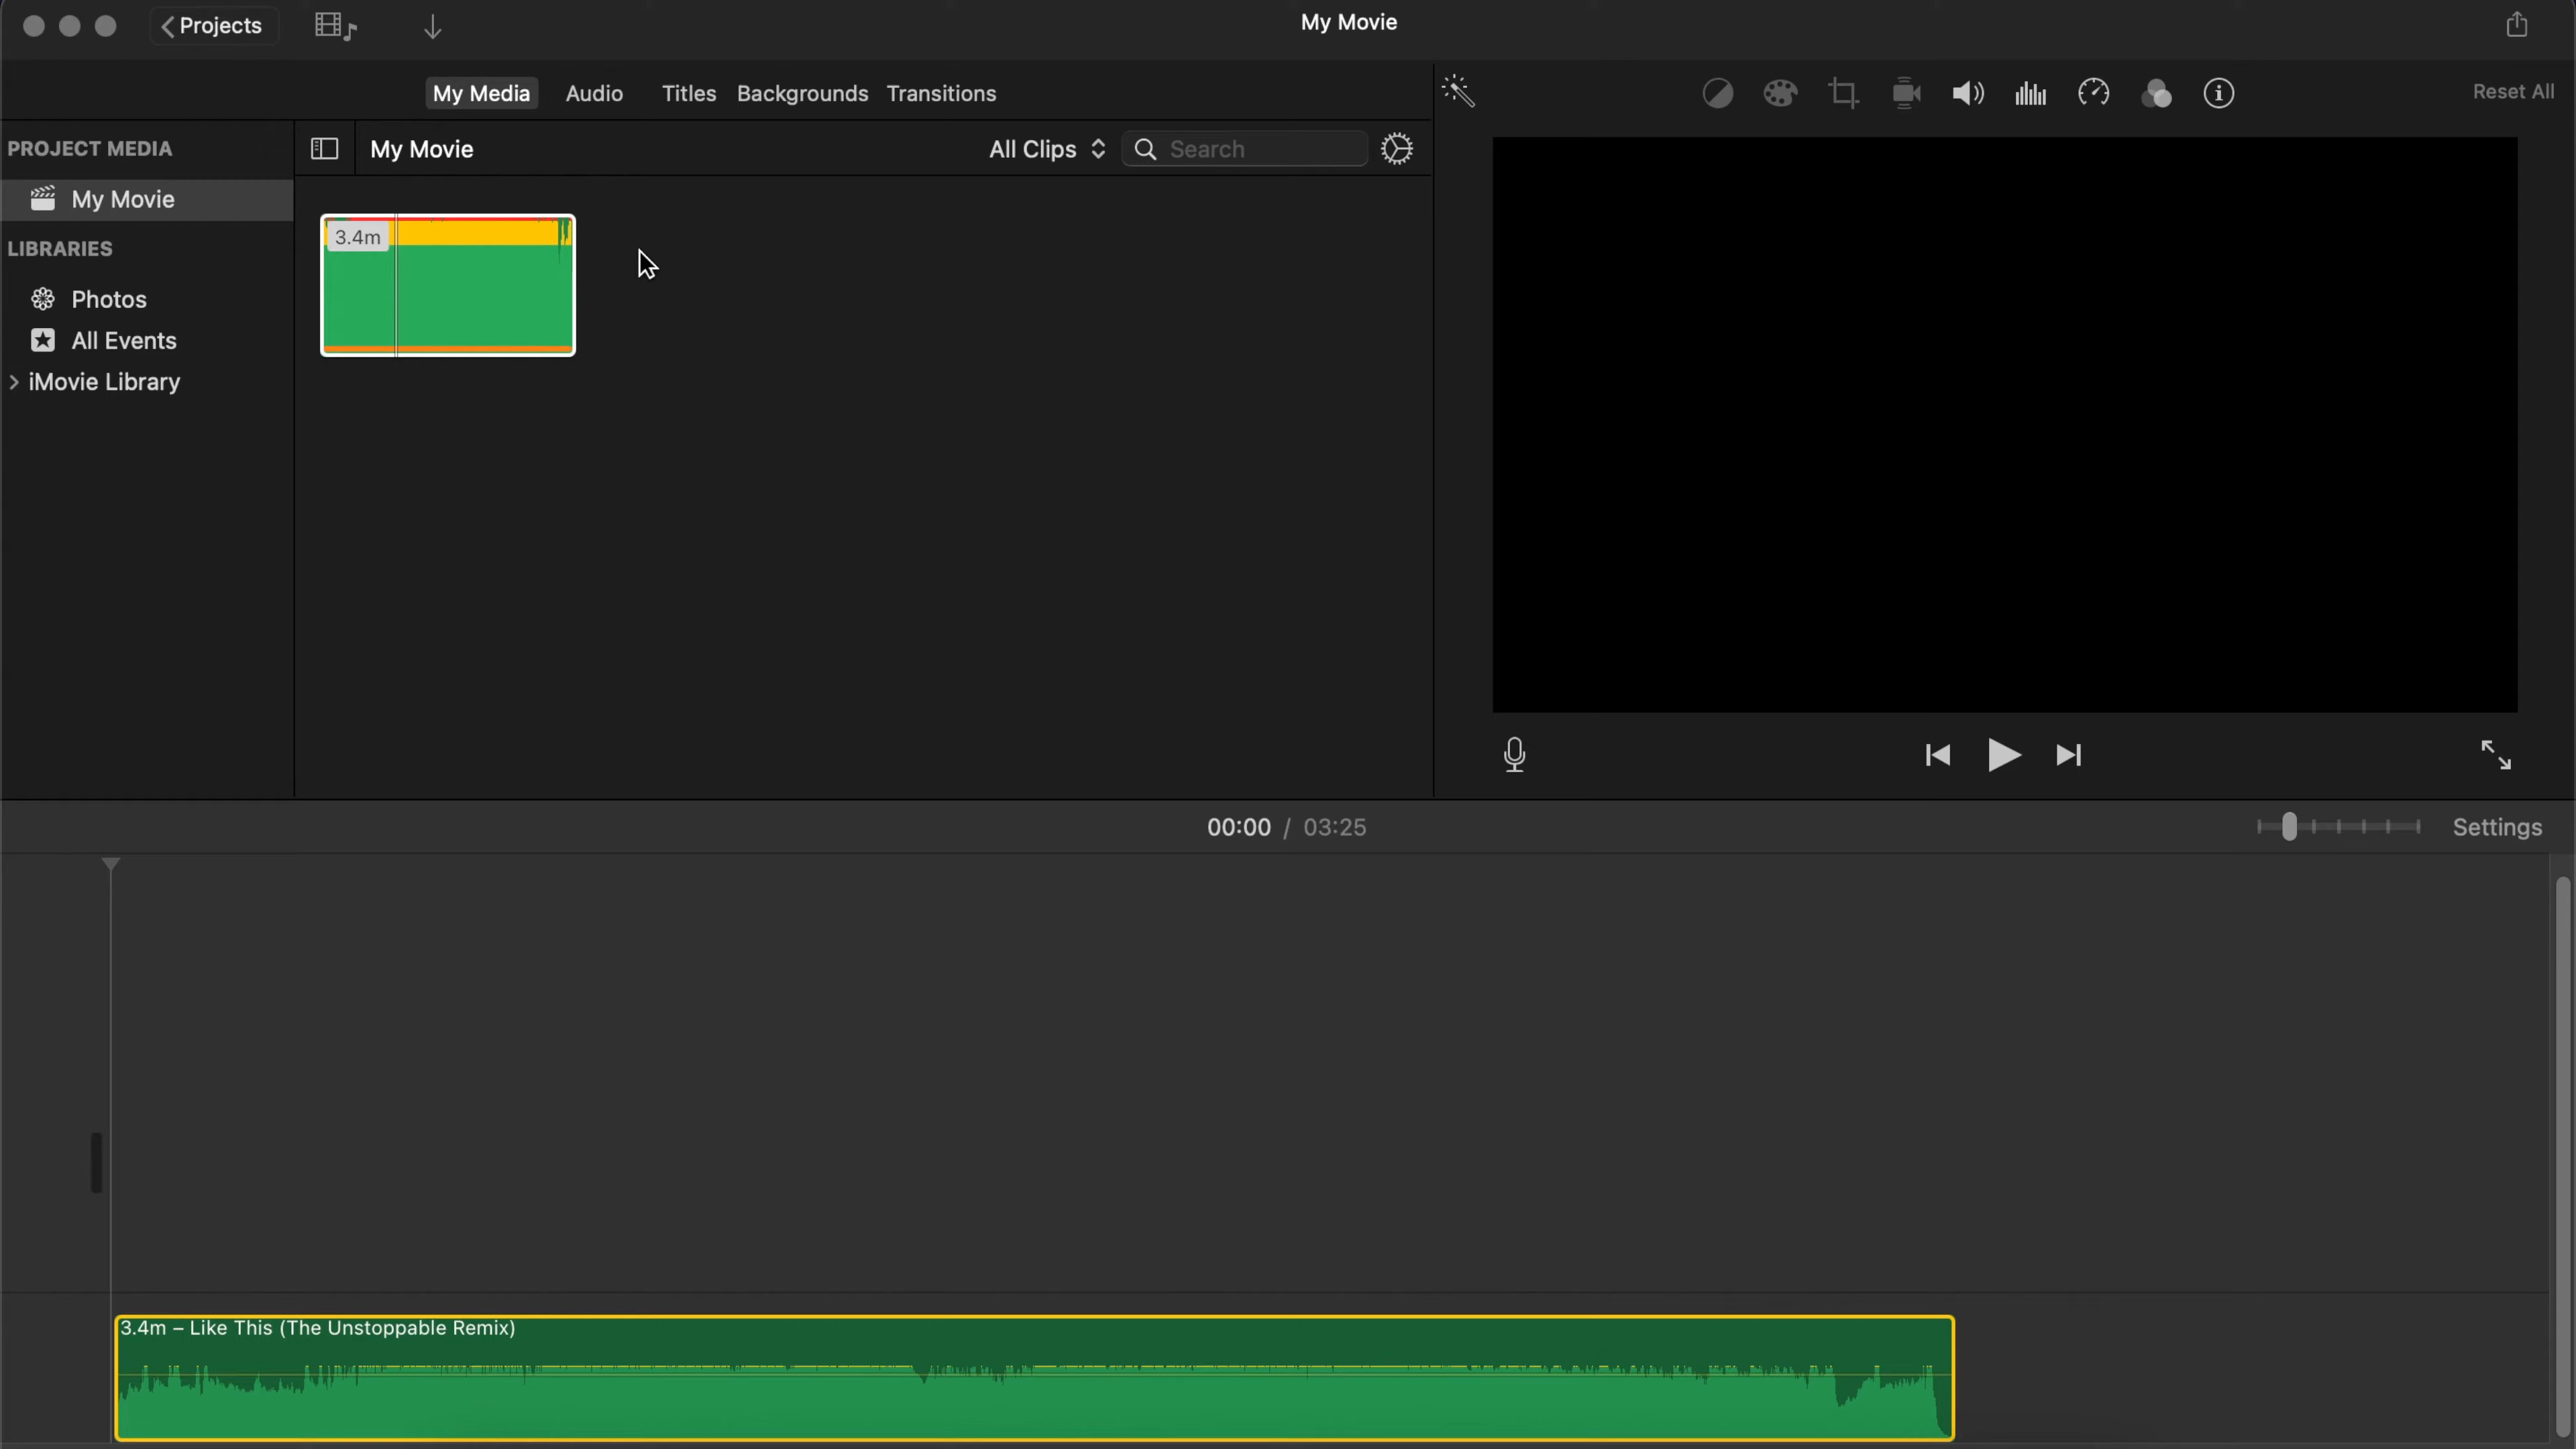 Projects
My Movie
My Media Audio Titles Backgrounds Transitions
Reset All
PROJECT MEDIA
My Movie
LIBRARIES
Photos
All Events
iMovie Library
My Movie
All Clips
Search
3.4m
00:00 / 03:25
Settings
3.4m – Like This (The Unstoppable Remix)